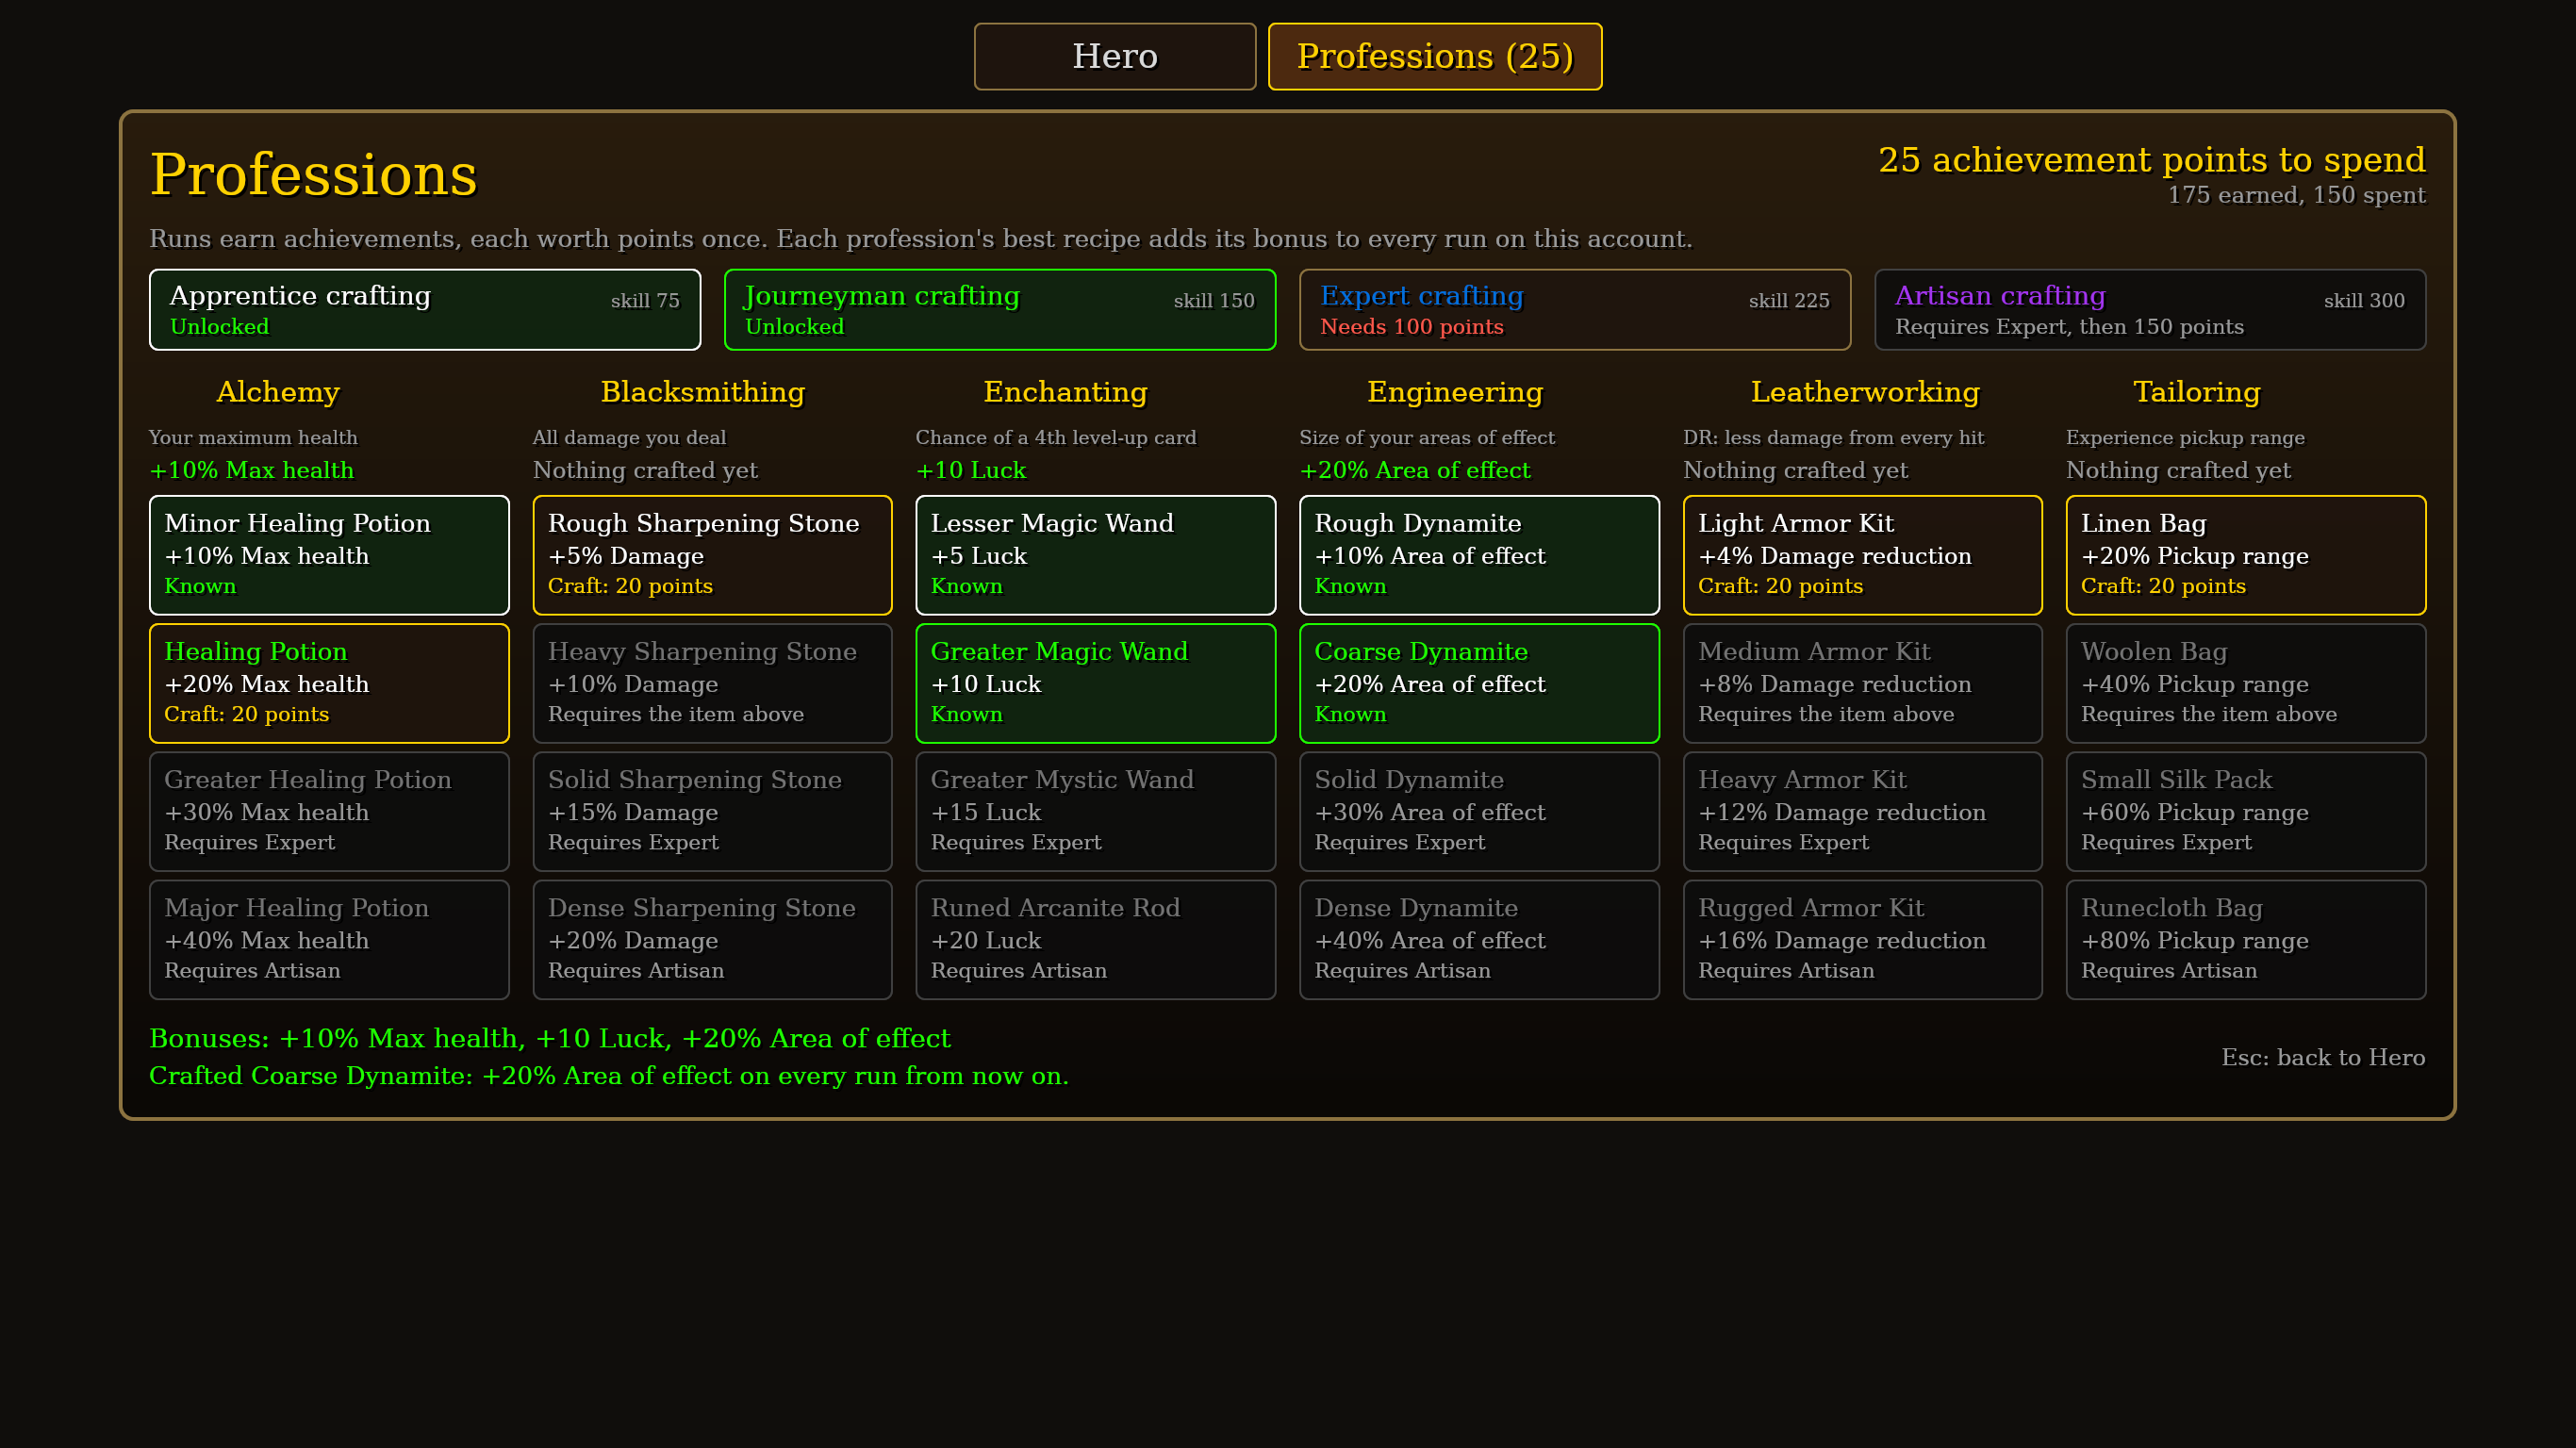 Hero
Professions (25)
Professions
25 achievement points to spend
175 earned, 150 spent
Runs earn achievements, each worth points once. Each profession's best recipe adds its bonus to every run on this account.
Apprentice crafting
skill 75
Unlocked
Journeyman crafting
skill 150
Unlocked
Expert crafting
skill 225
Needs 100 points
Artisan crafting
skill 300
Requires Expert, then 150 points
Alchemy
Your maximum health
+10% Max health
Minor Healing Potion
+10% Max health
Known
Healing Potion
+20% Max health
Craft: 20 points
Greater Healing Potion
+30% Max health
Requires Expert
Major Healing Potion
+40% Max health
Requires Artisan
Blacksmithing
All damage you deal
Nothing crafted yet
Rough Sharpening Stone
+5% Damage
Craft: 20 points
Heavy Sharpening Stone
+10% Damage
Requires the item above
Solid Sharpening Stone
+15% Damage
Requires Expert
Dense Sharpening Stone
+20% Damage
Requires Artisan
Enchanting
Chance of a 4th level-up card
+10 Luck
Lesser Magic Wand
+5 Luck
Known
Greater Magic Wand
+10 Luck
Known
Greater Mystic Wand
+15 Luck
Requires Expert
Runed Arcanite Rod
+20 Luck
Requires Artisan
Engineering
Size of your areas of effect
+20% Area of effect
Rough Dynamite
+10% Area of effect
Known
Coarse Dynamite
+20% Area of effect
Known
Solid Dynamite
+30% Area of effect
Requires Expert
Dense Dynamite
+40% Area of effect
Requires Artisan
Leatherworking
DR: less damage from every hit
Nothing crafted yet
Light Armor Kit
+4% Damage reduction
Craft: 20 points
Medium Armor Kit
+8% Damage reduction
Requires the item above
Heavy Armor Kit
+12% Damage reduction
Requires Expert
Rugged Armor Kit
+16% Damage reduction
Requires Artisan
Tailoring
Experience pickup range
Nothing crafted yet
Linen Bag
+20% Pickup range
Craft: 20 points
Woolen Bag
+40% Pickup range
Requires the item above
Small Silk Pack
+60% Pickup range
Requires Expert
Runecloth Bag
+80% Pickup range
Requires Artisan
Bonuses: +10% Max health, +10 Luck, +20% Area of effect
Crafted Coarse Dynamite: +20% Area of effect on every run from now on.
Esc: back to Hero